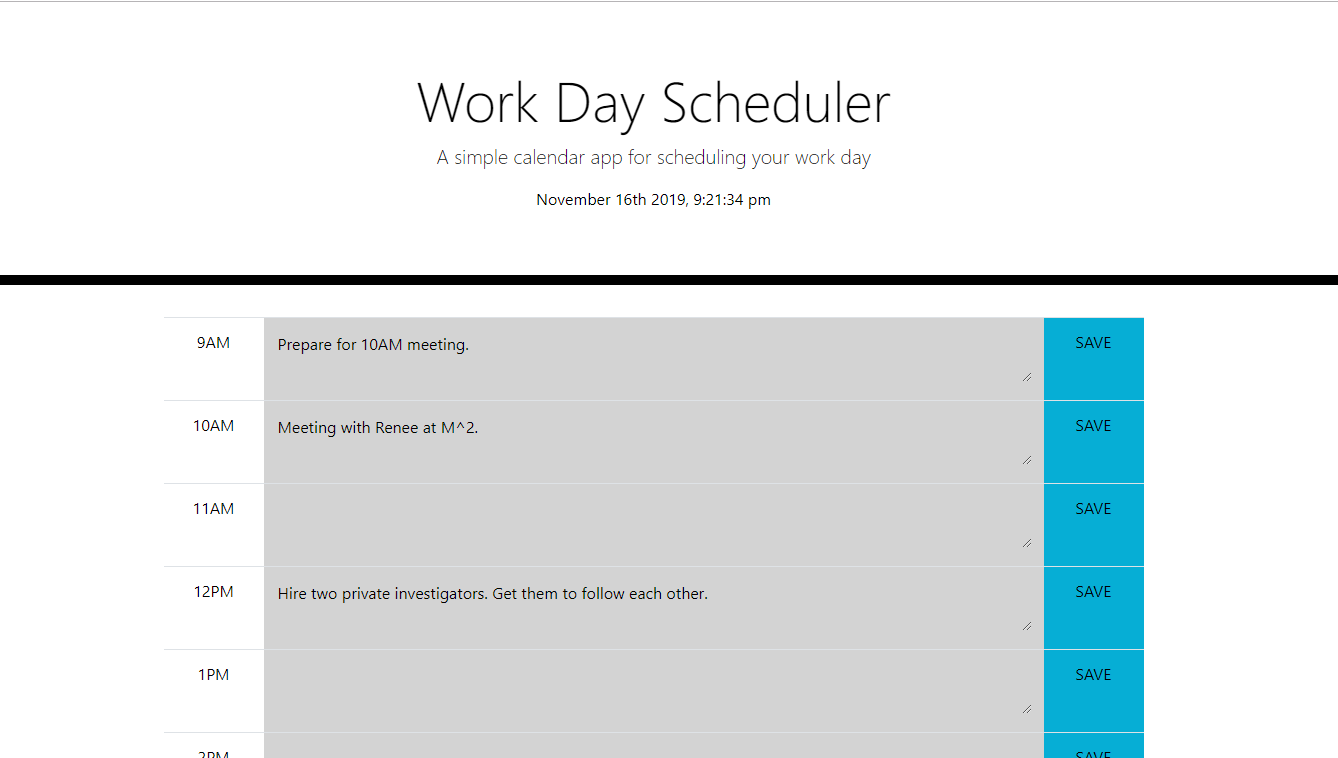 Work Day Scheduler
A simple calendar app for scheduling your work day
November 16th 2019, 9:21:34 pm
9AM Prepare for 10AM meeting. SAVE
10AM Meeting with Renee at M^2. SAVE
11AM SAVE
12PM Hire two private investigators. Get them to follow each other. SAVE
1PM SAVE
2PM SAVE